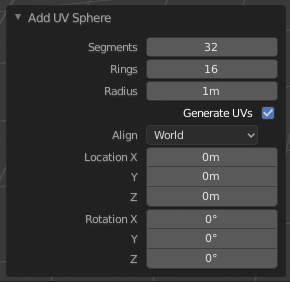 Add UV Sphere
Segments 32
Rings 16
Radius 1m
Generate UVs
Align World
Location X 0m
Y 0m
Z 0m
Rotation X 0°
Y 0°
Z 0°